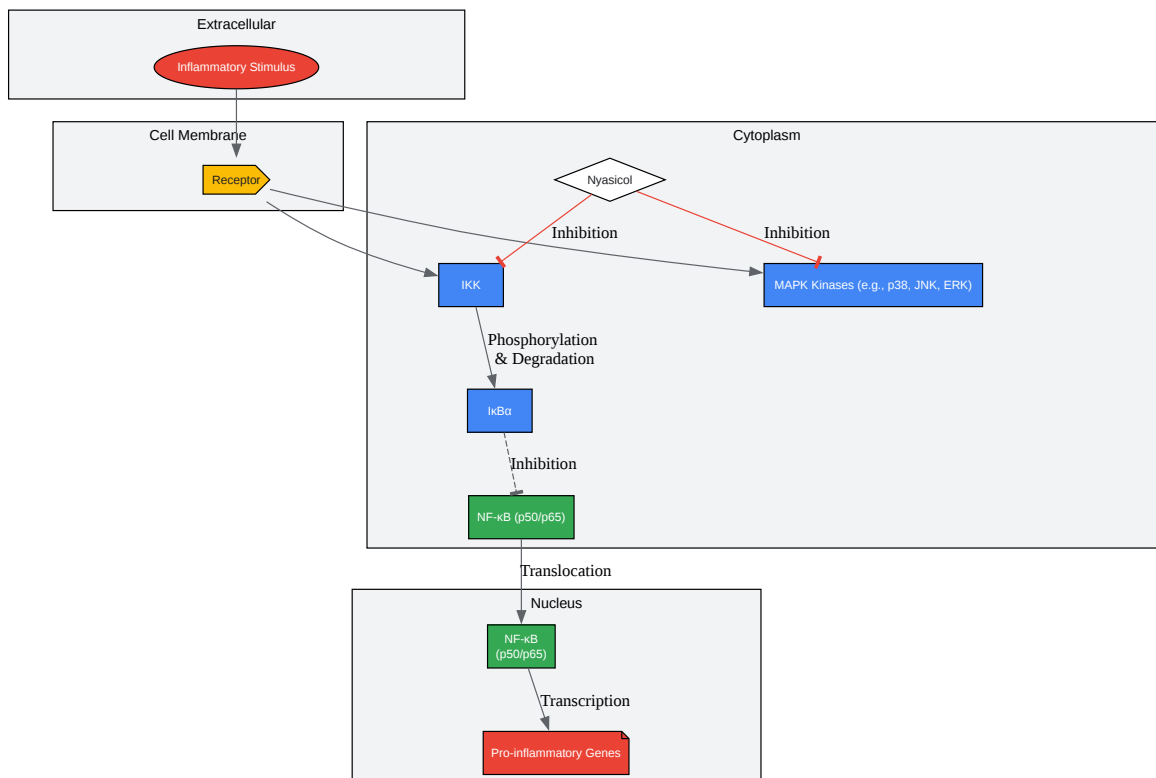 Extracellular
Inflammatory Stimulus
Cell Membrane
Cytoplasm
Receptor
Nyasicol
Inhibition
Inhibition
IKK
MAPK Kinases (e.g., p38, JNK, ERK)
Phosphorylation
& Degradation
IκBα
Inhibition
NF-κB (p50/p65)
Translocation
Nucleus
NF-κB
(p50/p65)
Transcription
Pro-inflammatory Genes